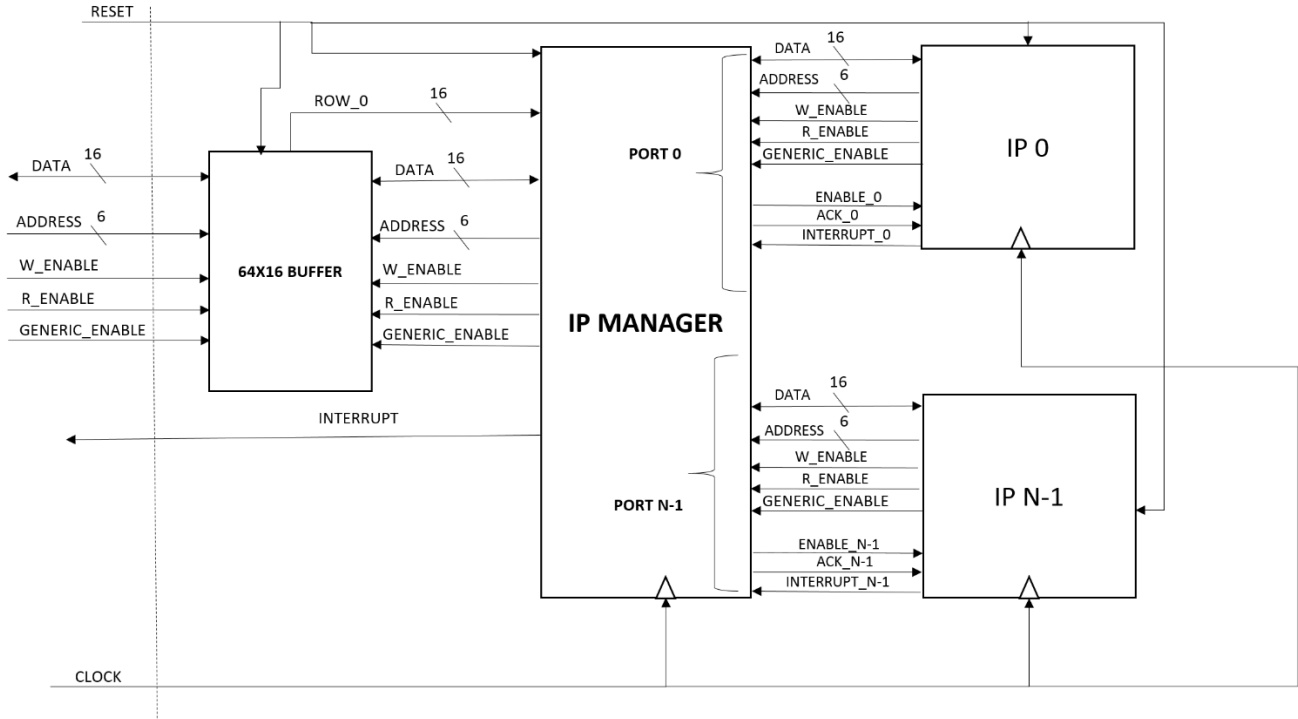 RESET
ROW_0
16
DATA
16
ADDRESS
6
W_ENABLE
R_ENABLE
GENERIC_ENABLE
64X16 BUFFER
DATA
16
ADDRESS
6
W_ENABLE
R_ENABLE
GENERIC_ENABLE
INTERRUPT
IP MANAGER
PORT 0
DATA
16
ADDRESS
6
W_ENABLE
R_ENABLE
GENERIC_ENABLE
ENABLE_0
ACK_0
INTERRUPT_0
IP 0
PORT N-1
DATA
16
ADDRESS
6
W_ENABLE
R_ENABLE
GENERIC_ENABLE
ENABLE_N-1
ACK_N-1
INTERRUPT_N-1
IP N-1
CLOCK